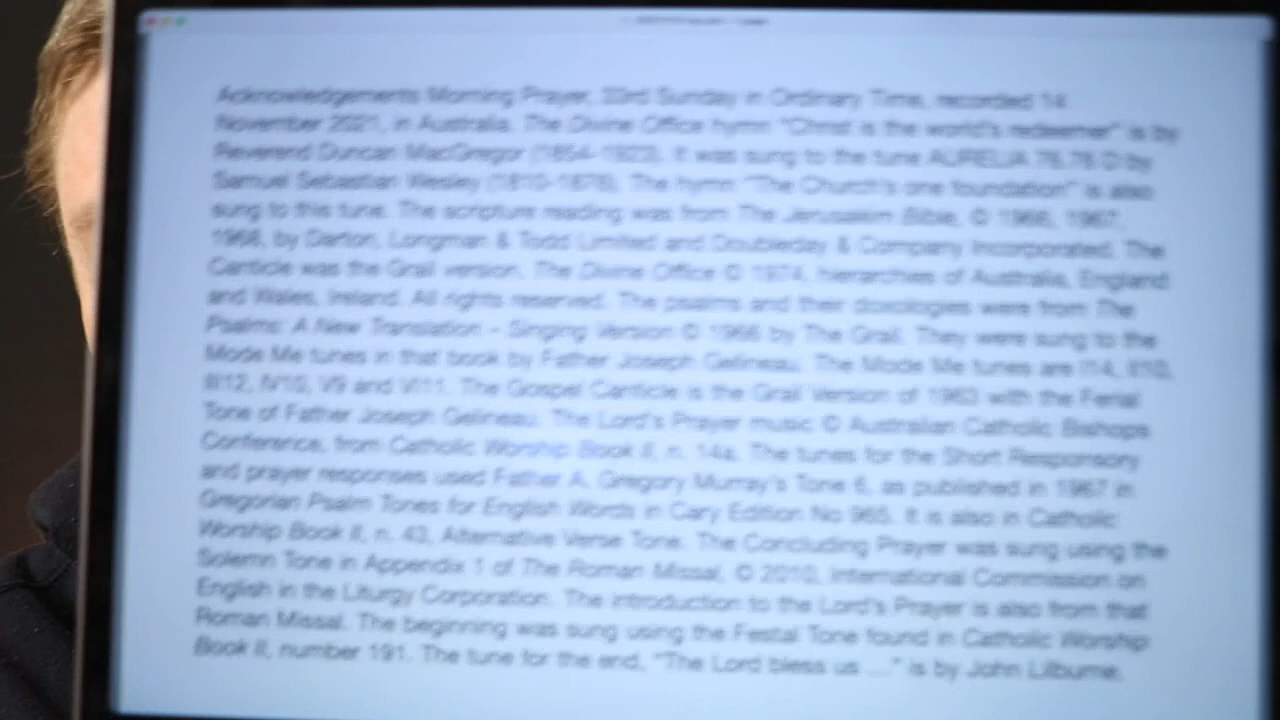 Acknowledgements Morning Prayer, 33rd Sunday in Ordinary Time, recorded 14
November 2021, in Australia. The Divine Office hymn "Christ is the world's redeemer" is by
Reverend Duncan MacGregor (1854-1923). It was sung to the tune AURELIA 76.76 D by
Samuel Sebastian Wesley (1810-1876). The hymn "The Church's one foundation" is also
sung to this tune. The scripture reading was from The Jerusalem Bible, © 1966, 1967,
1968, by Darton, Longman & Todd Limited and Doubleday & Company Incorporated. The
Canticle was the Grail version. The Divine Office © 1974, hierarchies of Australia, England
and Wales, Ireland. All rights reserved. The psalms and their doxologies were from The
Psalms: A New Translation - Singing Version © 1966 by The Grail. They were sung to the
Mode Me tunes in that book by Father Joseph Gelineau. The Mode Me tunes are
V9 and VI11. The Gospel Canticle is the Grail Version of 1963 with the Ferial
Tone of Father Joseph Gelineau. The Lord's Prayer music © Australian Catholic Bishops
Conference, from Catholic Worship Book II, n. The tunes for the Short Responsory
and prayer responses used Father A. Gregory Murray's Tone 6, as published in 1967 in
Gregorian Psalm Tones for English Words in Cary Edition No 965. It is also in Catholic
Worship Book II, n. 43, Alternative Verse Tone. The Concluding Prayer was sung using the
Solemn Tone in Appendix 1 of The Roman Missal, © 2010, International Commission on
English in the Liturgy Corporation. The introduction to the Lord's Prayer is also from that
Roman Missal. The beginning was sung using the Festal Tone found in Catholic Worship
Book II, number 191. The tune for the end, "The Lord bless us ..." is by John Lilburne.